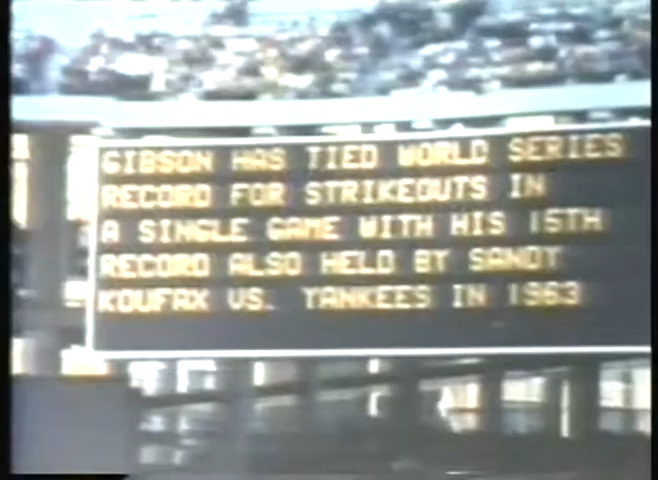 GIBSON HAS TIED WORLD SERIES
RECORD FOR STRIKEOUTS IN
A SINGLE GAME WITH HIS 15TH
RECORD ALSO HELD BY SANDY
KOUFAX VS. YANKEES IN 1963